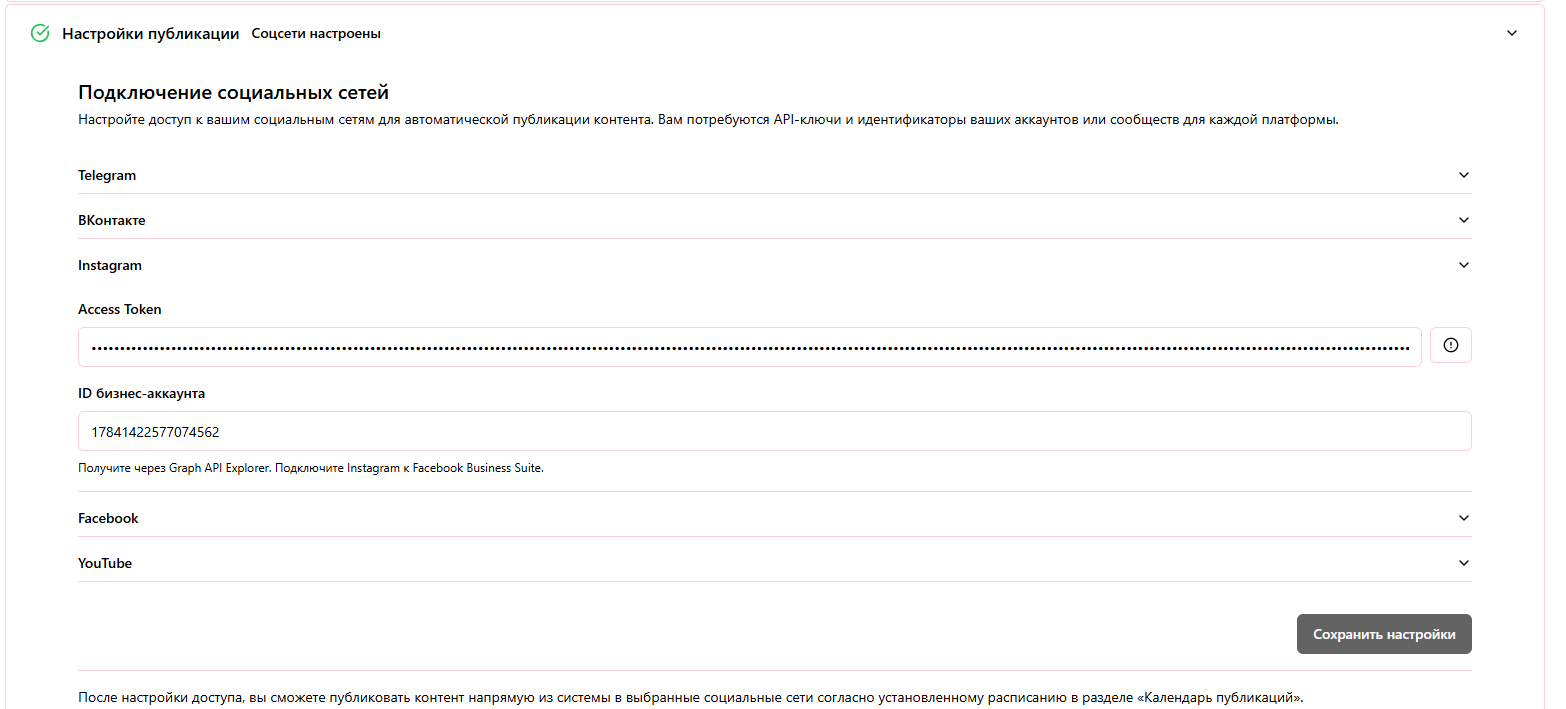 Настройки публикации Соцсети настроены
Подключение социальных сетей
Настройте доступ к вашим социальным сетям для автоматической публикации контента. Вам потребуются API-ключи и идентификаторы ваших аккаунтов или сообществ для каждой платформы.
Telegram
ВКонтакте
Instagram
Access Token
ID бизнес-аккаунта
17841422577074562
Получите через Graph API Explorer. Подключите Instagram к Facebook Business Suite.
Facebook
YouTube
Сохранить настройки
После настройки доступа, вы сможете публиковать контент напрямую из системы в выбранные социальные сети согласно установленному расписанию в разделе «Календарь публикаций».